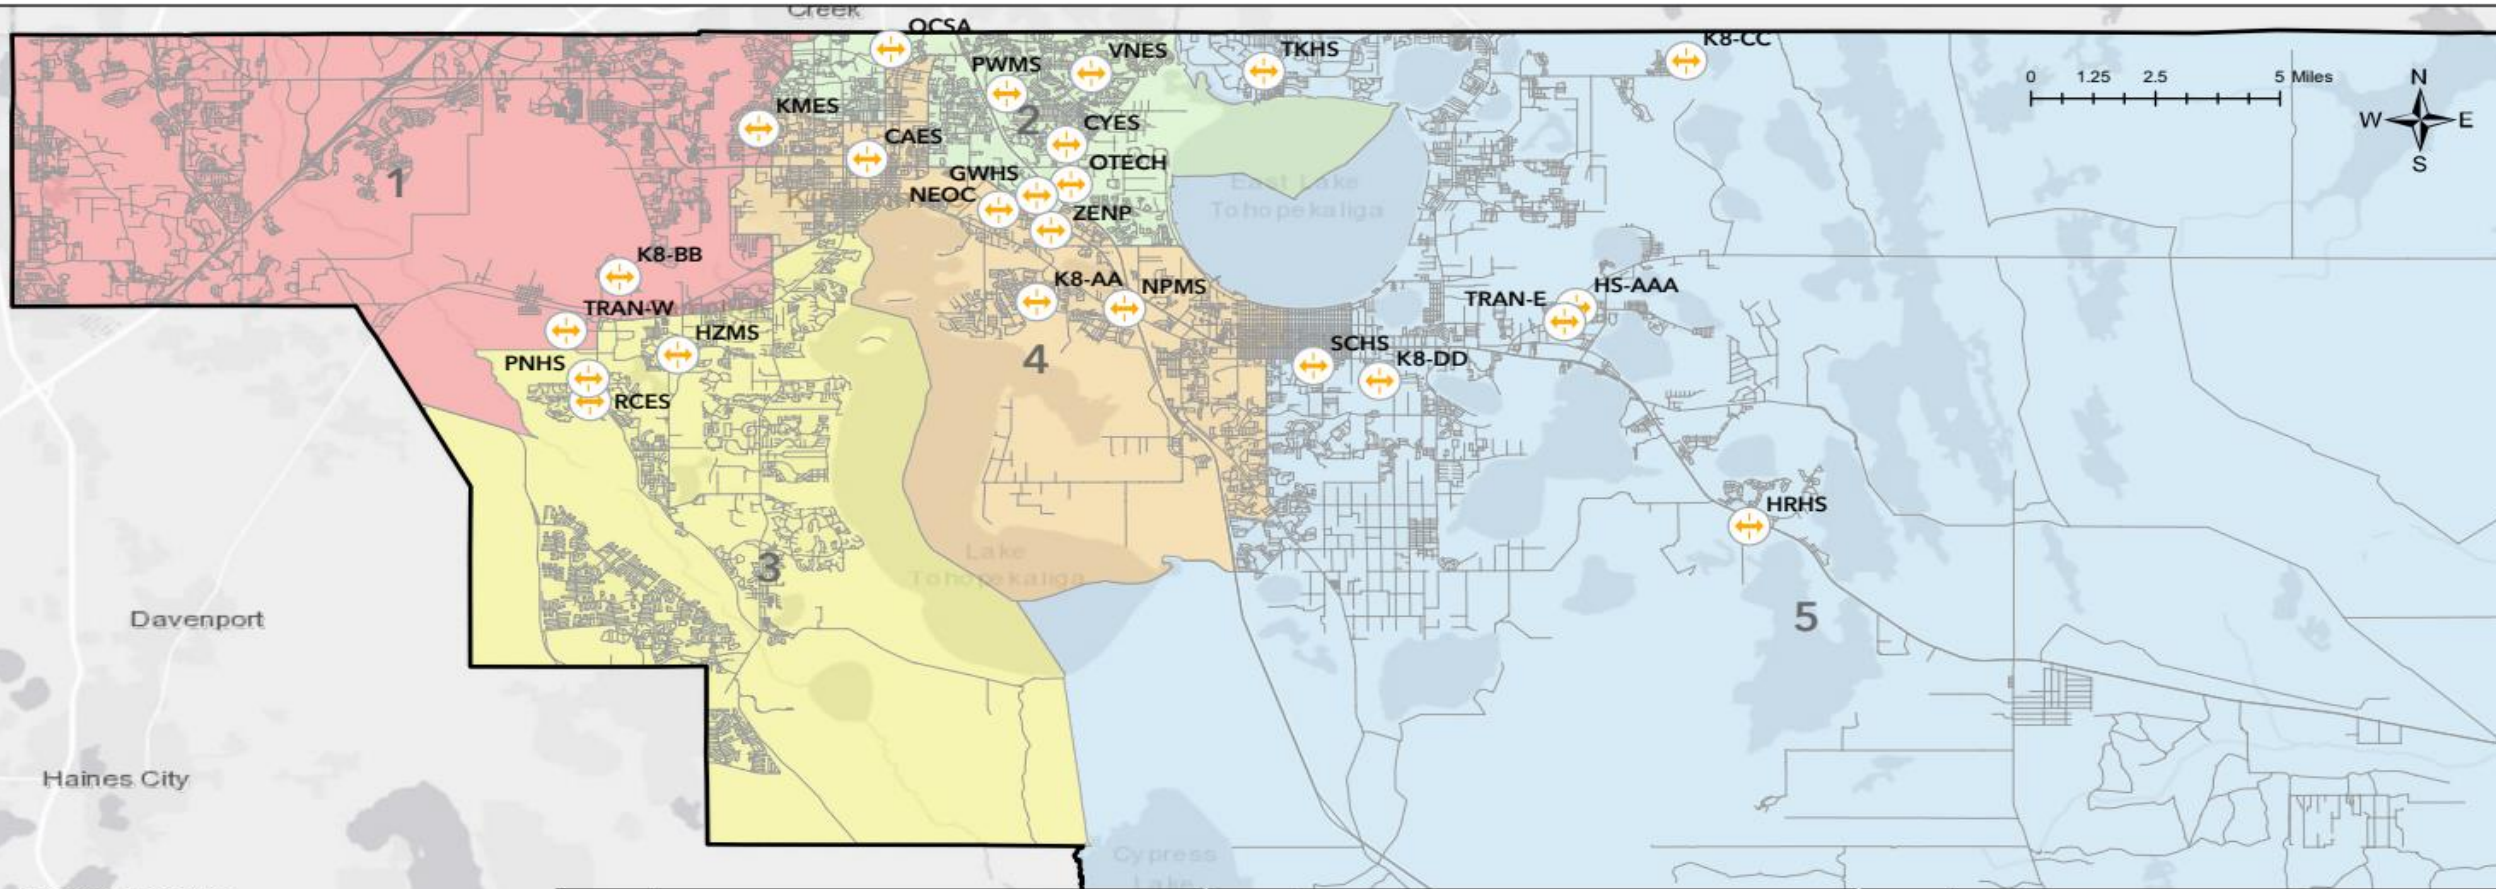 Creek
OCSA
K8-CC
VNES
TKHS
PWMS
0 1.25 2.5 5 Miles
N
W E
S
KMES
2
CYES
CAES
OTECH
GWHS
1
East Lake
Tohopekaliga
NEOC
ZENP
K8-BB
K8-AA
NPMS
TRAN-E
HS-AAA
TRAN-W
HZMS
SCHS
K8-DD
PNHS
4
RCES
HRHS
Lake
Tohopekaliga
3
5
Davenport
Haines City
Cypress
Lake